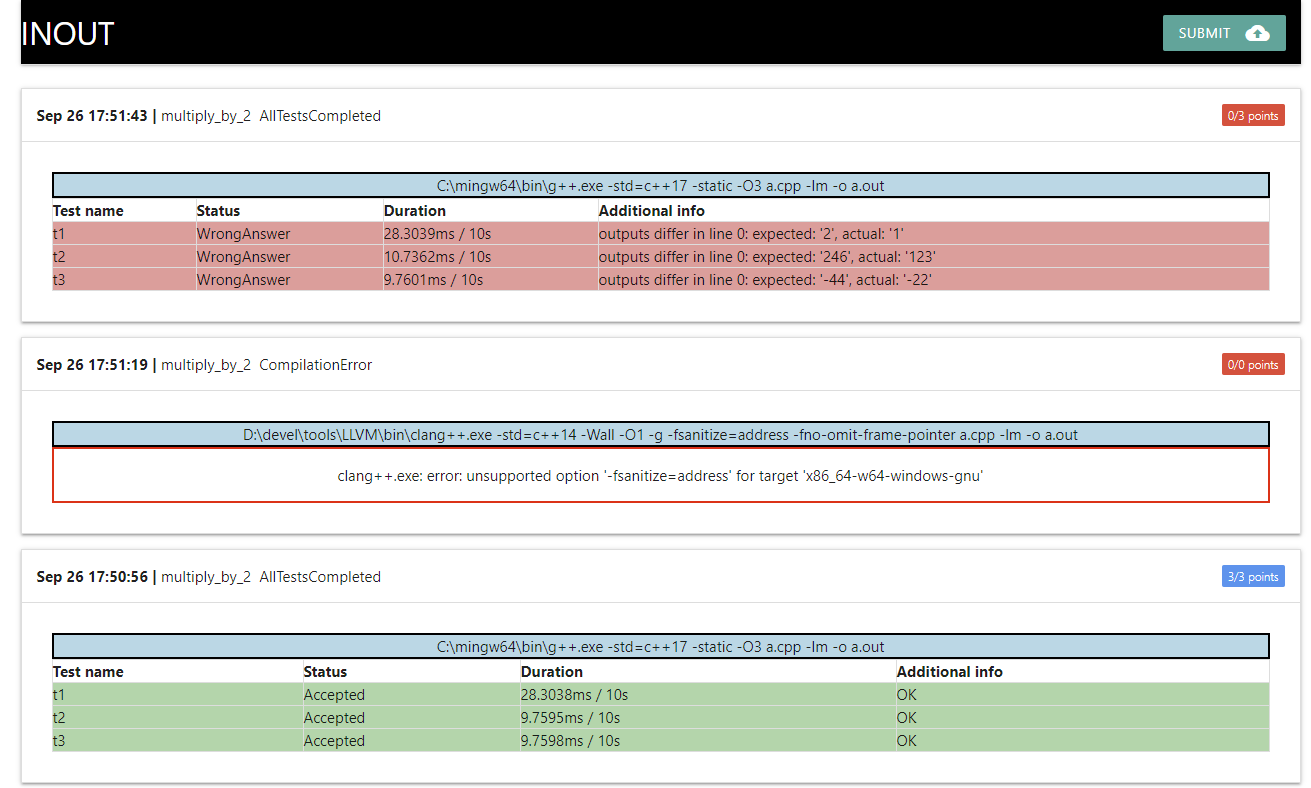 INOUT
SUBMIT
Sep 26 17:51:43 | multiply_by_2 AllTestsCompleted
0/3 points
C:\mingw64\bin\g++.exe -std=c++17 -static -O3 a.cpp -lm -o a.out
Test name Status Duration Additional info
t1 WrongAnswer 28.3039ms / 10s outputs differ in line 0: expected: '2', actual: '1'
t2 WrongAnswer 10.7362ms / 10s outputs differ in line 0: expected: '246', actual: '123'
t3 WrongAnswer 9.7601ms / 10s outputs differ in line 0: expected: '-44', actual: '-22'
Sep 26 17:51:19 | multiply_by_2 CompilationError
0/0 points
D:\devel\tools\LLVM\bin\clang++.exe -std=c++14 -Wall -O1 -g -fsanitize=address -fno-omit-frame-pointer a.cpp -lm -o a.out
clang++.exe: error: unsupported option '-fsanitize=address' for target 'x86_64-w64-windows-gnu'
Sep 26 17:50:56 | multiply_by_2 AllTestsCompleted
3/3 points
C:\mingw64\bin\g++.exe -std=c++17 -static -O3 a.cpp -lm -o a.out
Test name Status Duration Additional info
t1 Accepted 28.3038ms / 10s OK
t2 Accepted 9.7595ms / 10s OK
t3 Accepted 9.7598ms / 10s OK